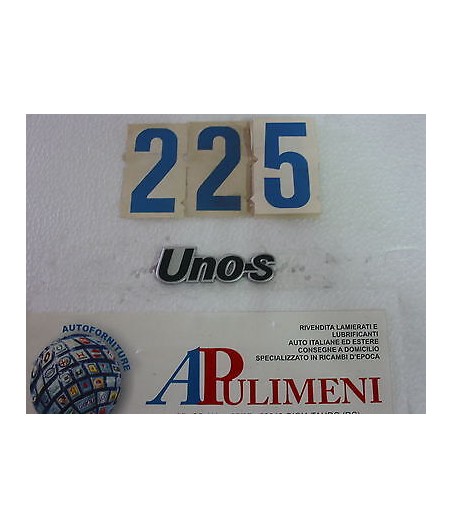 225
Uno-s
AUTOFORNITURE
RIVENDITA LAMIERATI E
LUBRIFICANTI
AUTO ITALIANE ED ESTERE
CONSEGNE A DOMICILIO
SPECIALIZZATO IN RICAMBI D'EPOCA
APULIMENI